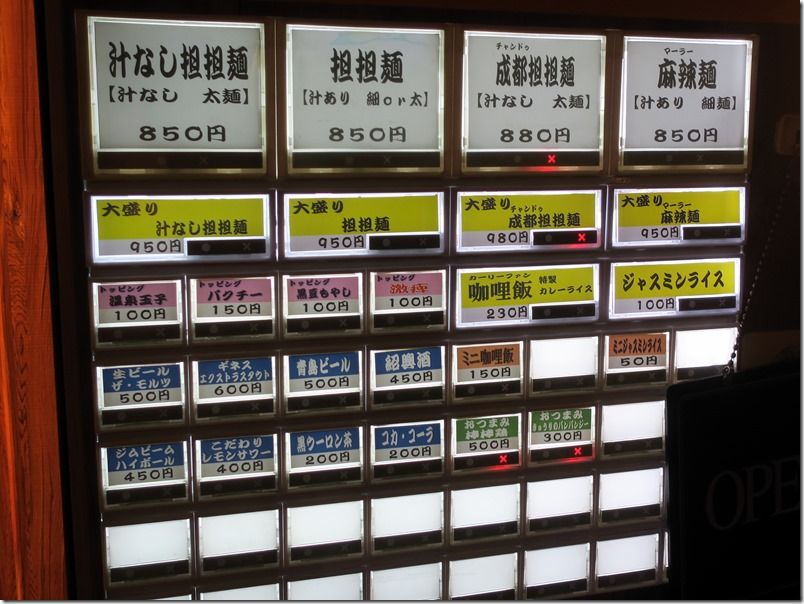 汁なし担担麺
【汁なし 太麺】
850円
担担麺
【汁あり 細or太】
850円
チャンドゥ
成都担担麺
【汁なし 太麺】
880円
マーラー
麻辣麺
【汁あり 細麺】
850円
大盛り
汁なし担担麺
950円
大盛り
担担麺
950円
大盛り
チャンドゥ
成都担担麺
980円
大盛り
マーラー
麻辣麺
950円
トッピング
温泉玉子
100円
トッピング
パクチー
150円
トッピング
黒豆もやし
100円
トッピング
激痺
100円
カーリーファン
咖哩飯
特製
カレーライス
230円
ジャスミンライス
100円
生ビール
ザ・モルツ
500円
ギネス
エクストラスタウト
600円
青島ビール
500円
紹興酒
450円
ミニ咖哩飯
150円
ミニジャスミンライス
50円
ジムビーム
ハイボール
450円
こだわり
レモンサワー
400円
黒ウーロン茶
200円
コカ・コーラ
200円
おつまみ
棒棒鶏
500円
おつまみ
きゅうりのバンバンジー
300円
OPE